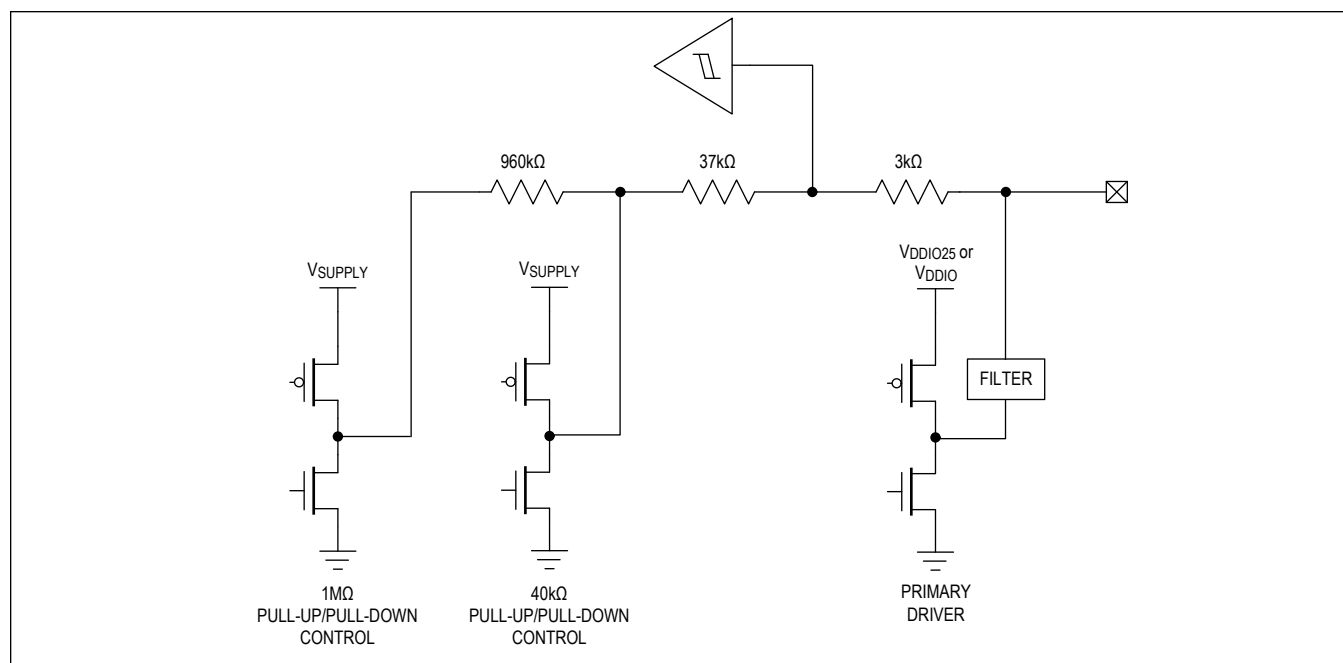 960kΩ
37kΩ
3kΩ
VSUPPLY
VSUPPLY
VDDIO25 or
VDDIO
FILTER
1MΩ
PULL-UP/PULL-DOWN
CONTROL
40kΩ
PULL-UP/PULL-DOWN
CONTROL
PRIMARY
DRIVER